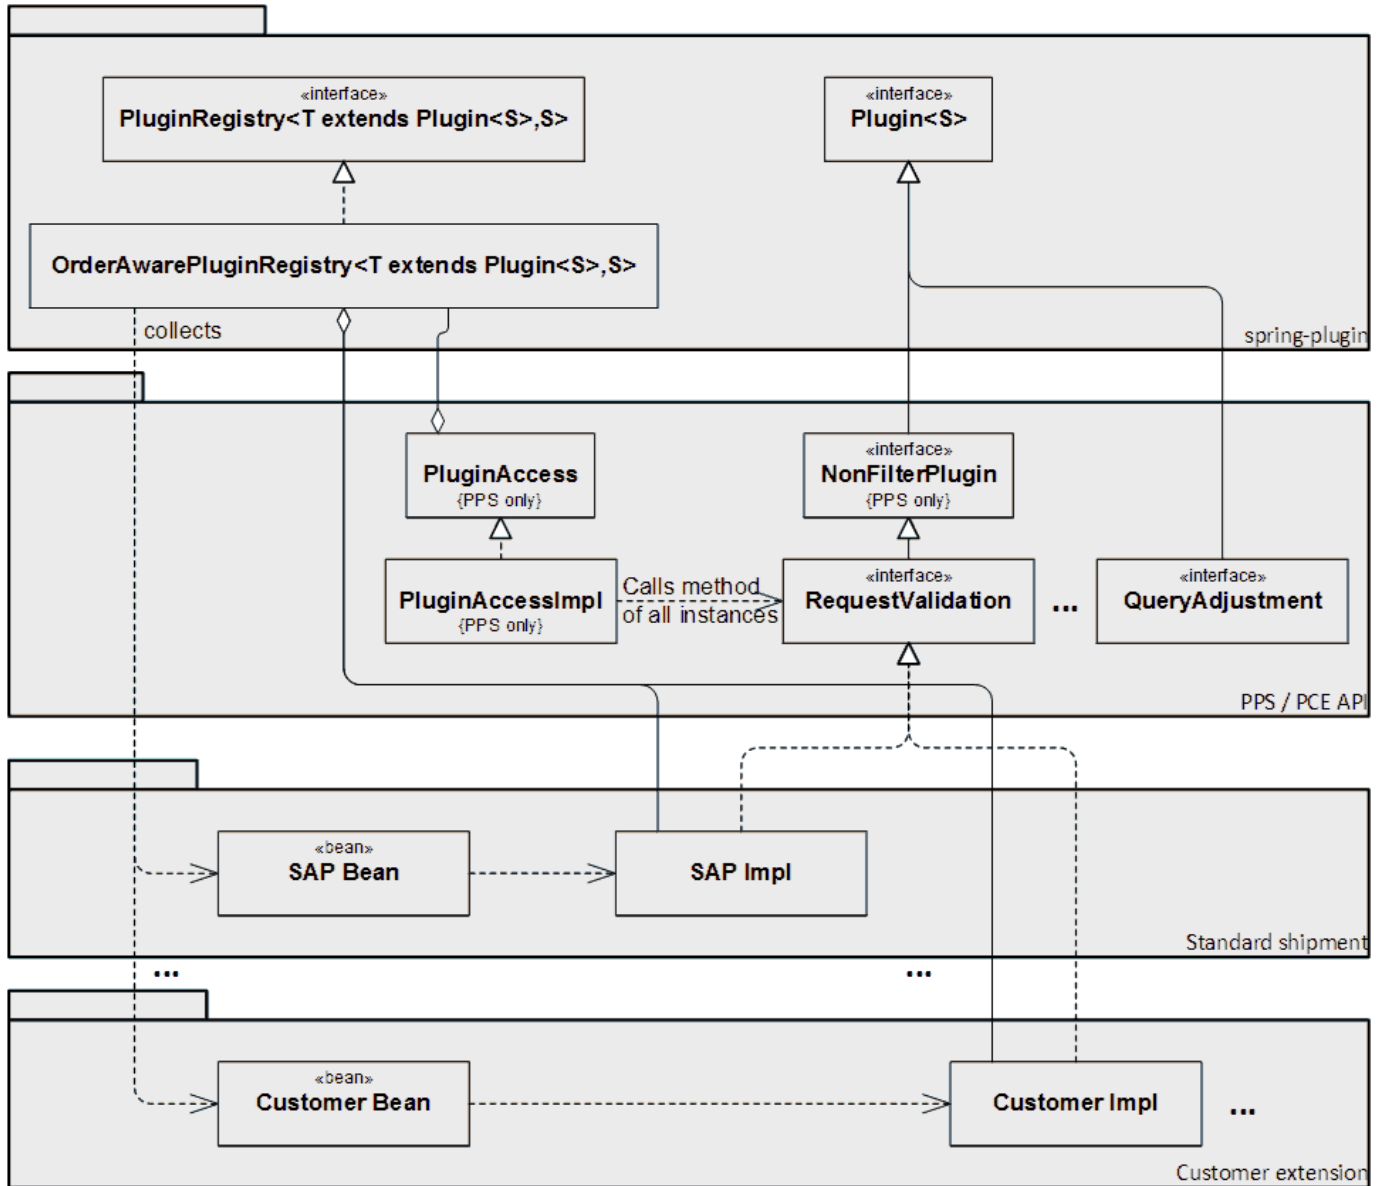 «interface»
PluginRegistry<T extends Plugin<S>,S>
«interface»
Plugin<S>
OrderAwarePluginRegistry<T extends Plugin<S>,S>
collects
spring-plugin
PluginAccess
{PPS only}
«interface»
NonFilterPlugin
{PPS only}
PluginAccessImpl
{PPS only}
Calls method
of all instances
«interface»
RequestValidation
...
«interface»
QueryAdjustment
PPS / PCE API
«bean»
SAP Bean
SAP Impl
Standard shipment
...
...
«bean»
Customer Bean
Customer Impl
...
Customer extension